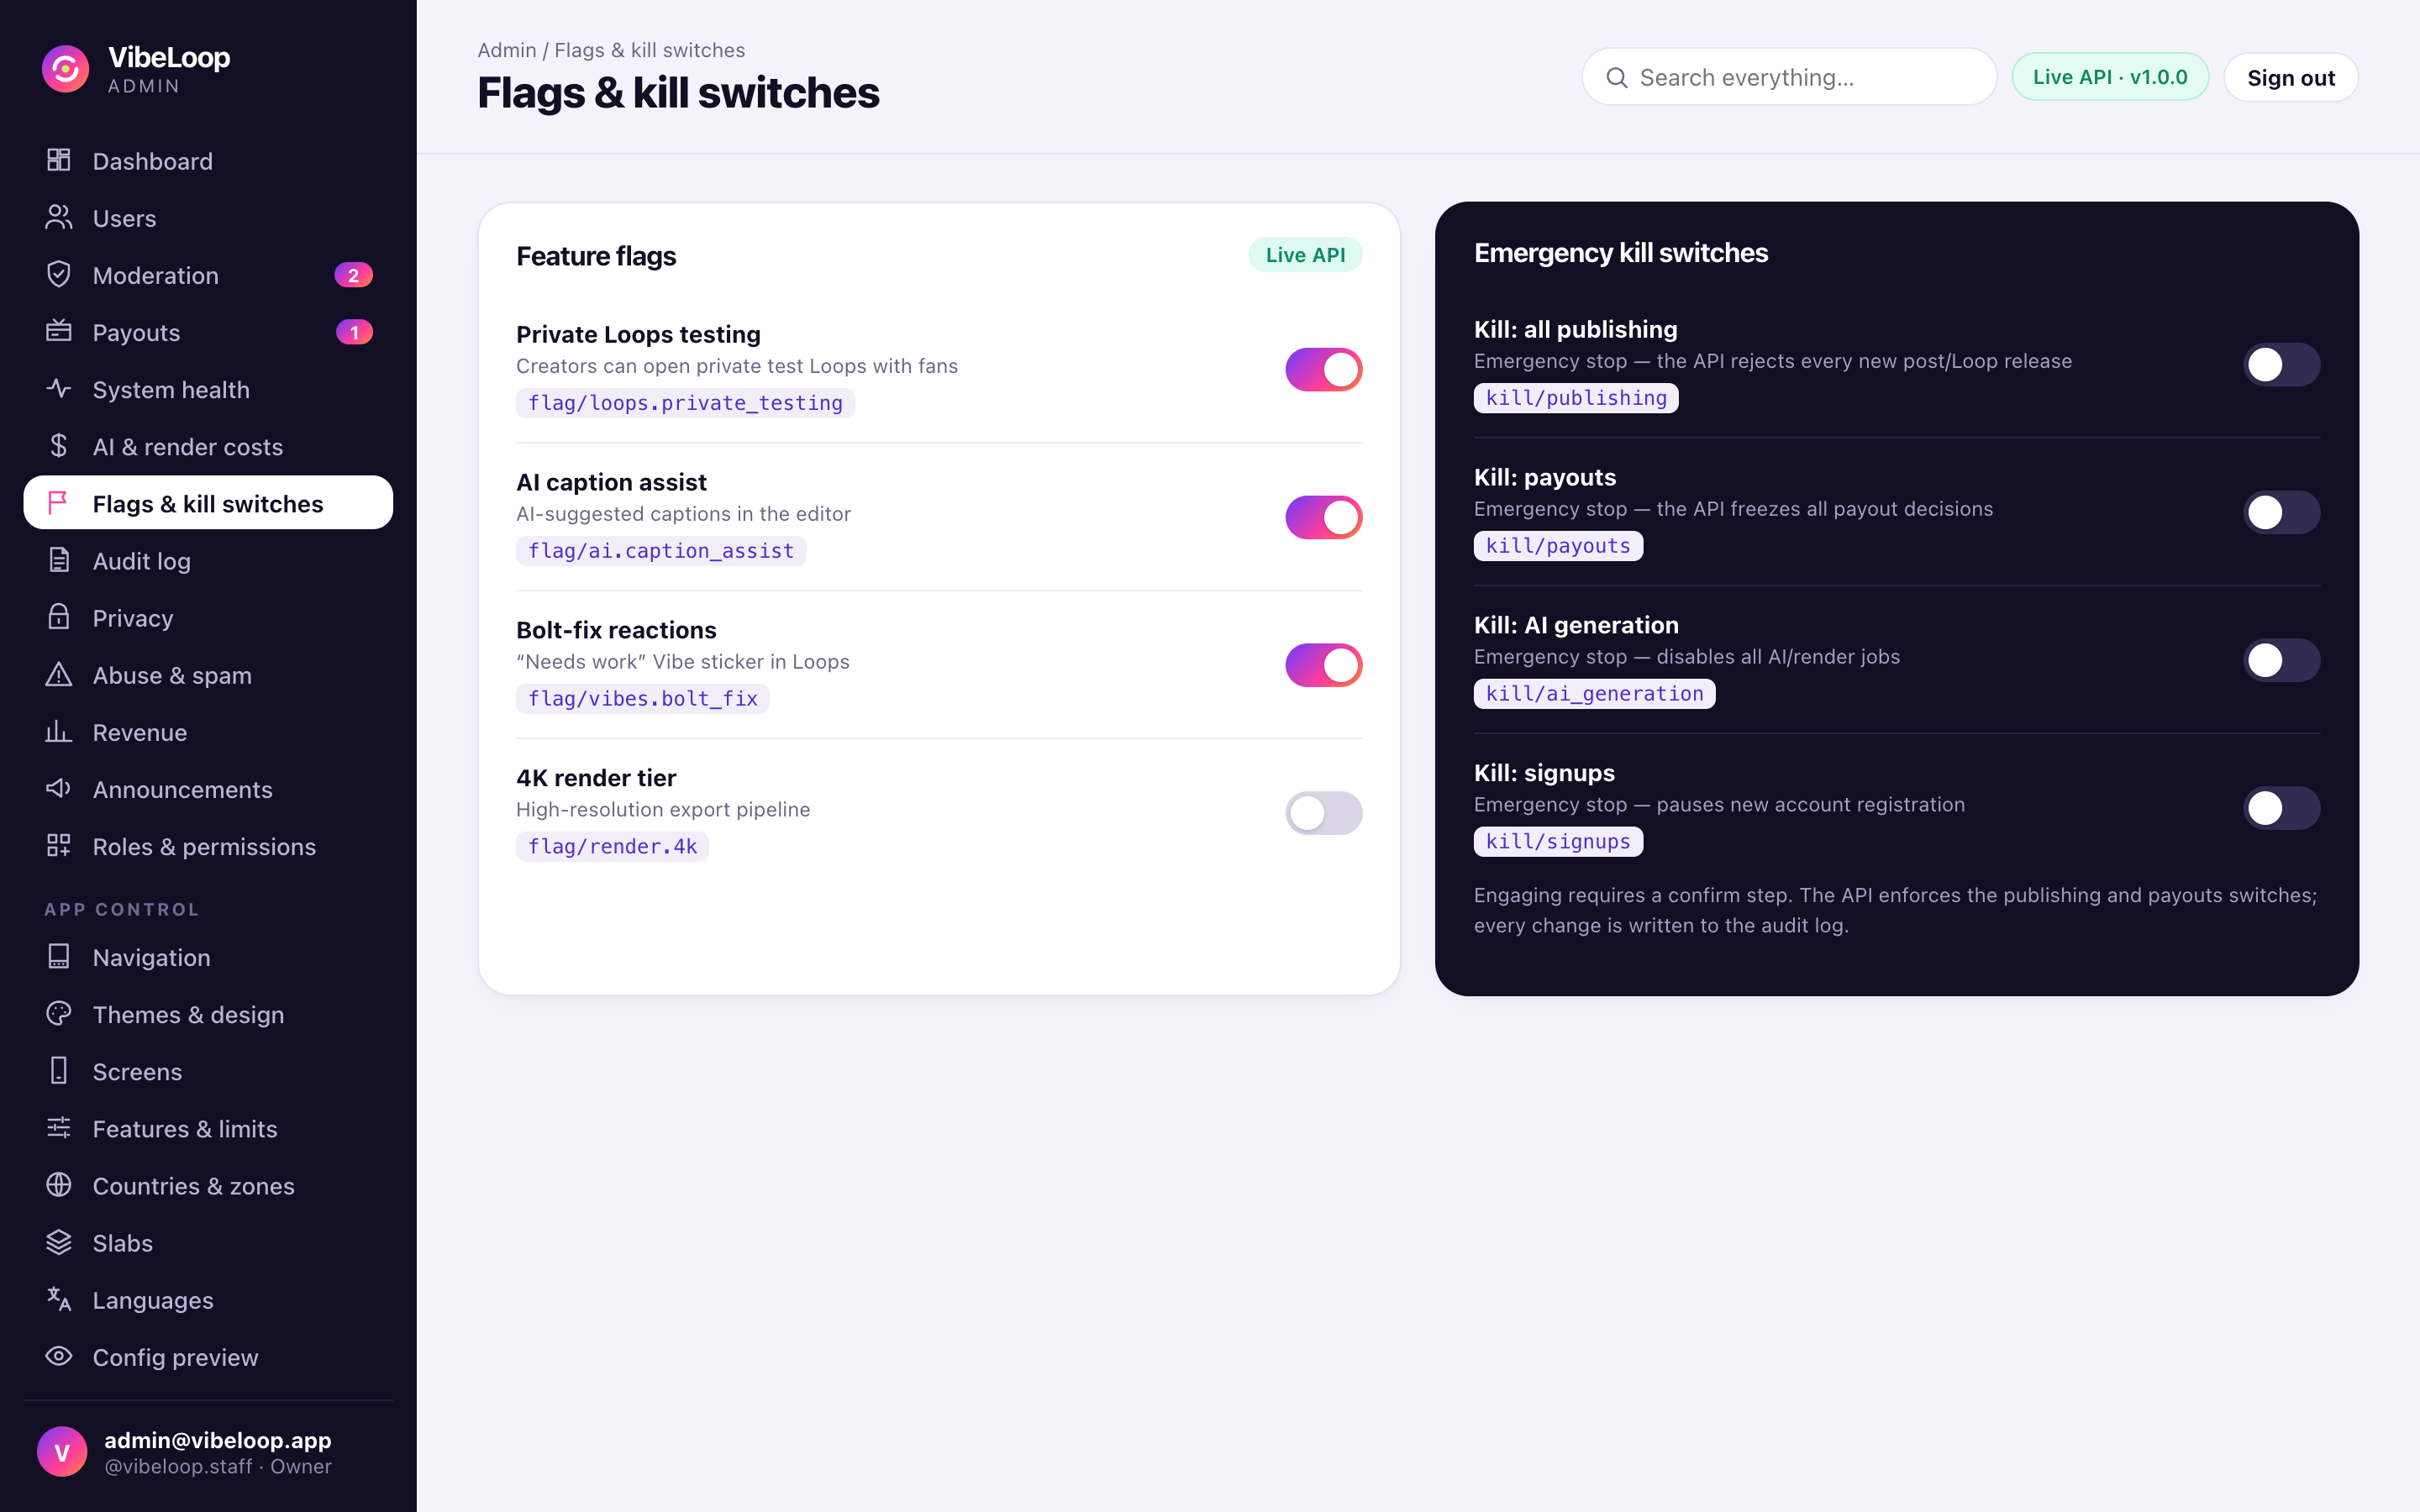 VibeLoop
ADMIN
Dashboard
Users
Moderation 2
Payouts 1
System health
AI & render costs
Flags & kill switches
Audit log
Privacy
Abuse & spam
Revenue
Announcements
Roles & permissions
APP CONTROL
Navigation
Themes & design
Screens
Features & limits
Countries & zones
Slabs
Languages
Config preview
V
admin@vibeloop.app
@vibeloop.staff · Owner
Admin / Flags & kill switches
Flags & kill switches
Search everything...
Live API · v1.0.0
Sign out
Feature flags
Live API
Private Loops testing
Creators can open private test Loops with fans
flag/loops.private_testing
AI caption assist
AI-suggested captions in the editor
flag/ai.caption_assist
Bolt-fix reactions
“Needs work” Vibe sticker in Loops
flag/vibes.bolt_fix
4K render tier
High-resolution export pipeline
flag/render.4k
Emergency kill switches
Kill: all publishing
Emergency stop — the API rejects every new post/Loop release
kill/publishing
Kill: payouts
Emergency stop — the API freezes all payout decisions
kill/payouts
Kill: AI generation
Emergency stop — disables all AI/render jobs
kill/ai_generation
Kill: signups
Emergency stop — pauses new account registration
kill/signups
Engaging requires a confirm step. The API enforces the publishing and payouts switches;
every change is written to the audit log.